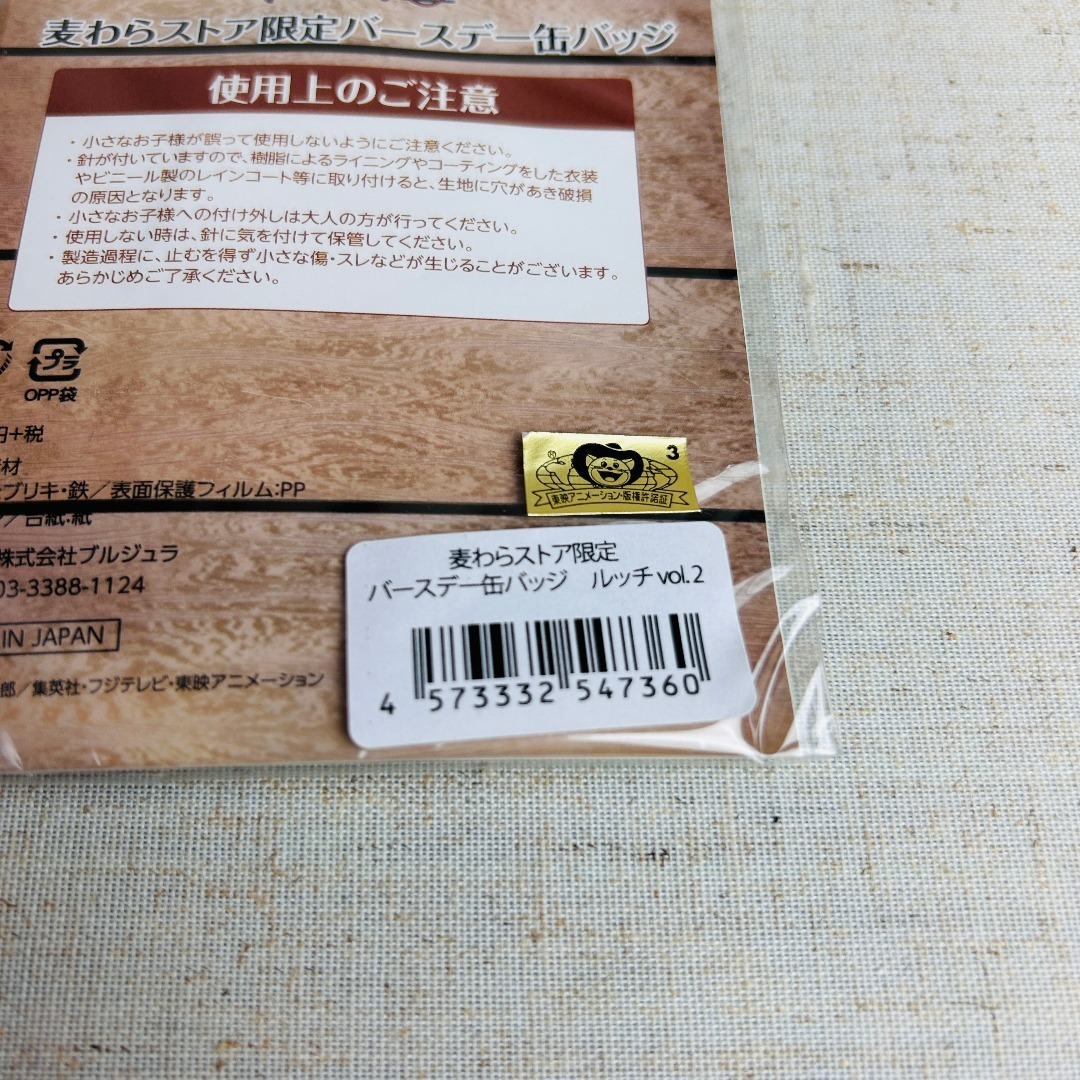 麦わらストア限定バースデー缶バッジ
使用上のご注意
・小さなお子様が誤って使用しないようにご注意ください。
・針が付いていますので、樹脂によるライニングやコーティングをした衣装
やビニール製のレインコート等に取り付けると、生地に穴があき破損
の原因となります。
・小さなお子様への付け外しは大人の方が行ってください。
・使用しない時は、針に気を付けて保管してください。
・製造過程に、止むを得ず小さな傷・スレなどが生じることがございます。
あらかじめご了承ください。
プラ
OPP袋
円+税
材
ブリキ・鉄／表面保護フィルム:PP
／台紙:紙
株式会社ブルジュラ
03-3388-1124
IN JAPAN
郎／集英社・フジテレビ・東映アニメーション
3
東映アニメーション・版権許諾証
麦わらストア限定
バースデー缶バッジ ルッチvol.2
4 573332 547360